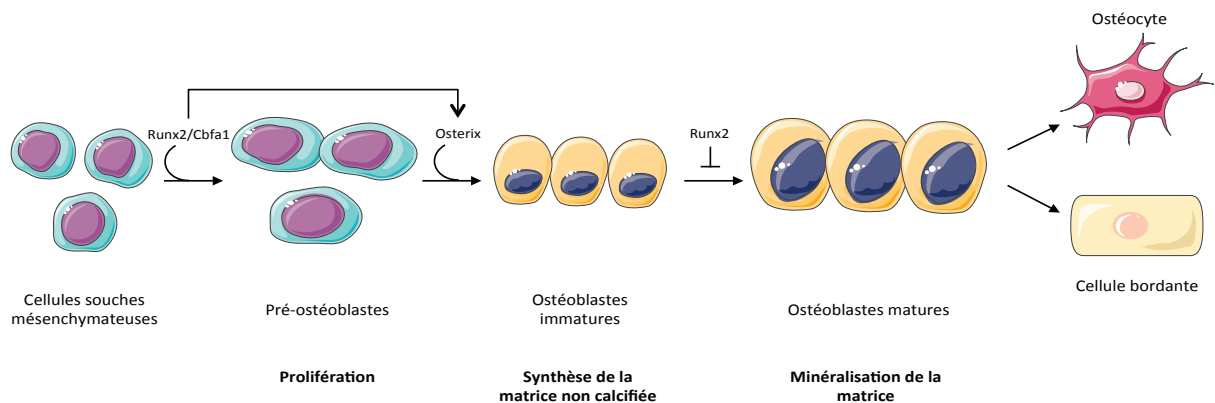 Ostéocyte
Runx2/Cbfa1
Osterix
Runx2
Cellules souches
mésenchymateuses
Pré-ostéoblastes
Ostéoblastes
immatures
Ostéoblastes matures
Cellule bordante
Prolifération
Synthèse de la
matrice non calcifiée
Minéralisation de la
matrice